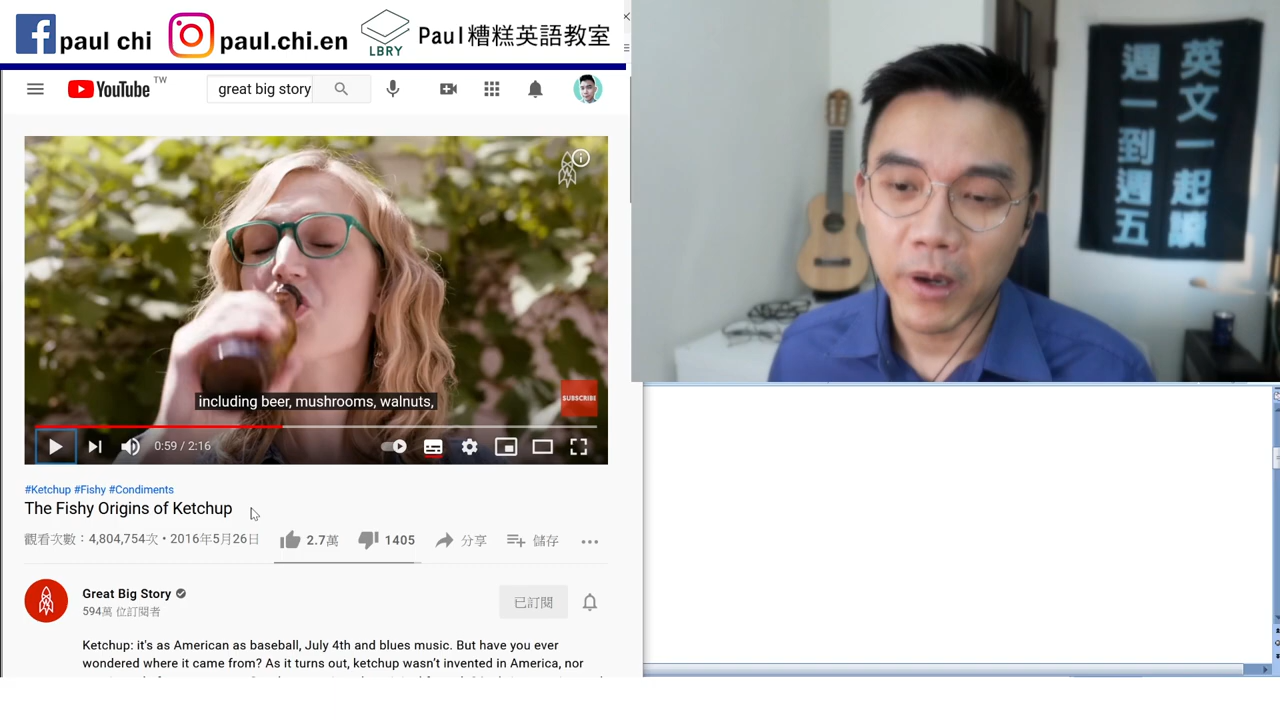 paul chi
paul.chi.en
LBRY
Paul糟糕英語教室
YouTube TW
great big story
including beer, mushrooms, walnuts,
SUBSCRIBE
0:59 / 2:16
#Ketchup #Fishy #Condiments
The Fishy Origins of Ketchup
觀看次數：4,804,754次 • 2016年5月26日
2.7萬
1405
分享
儲存
Great Big Story
594萬 位訂閱者
已訂閱
Ketchup: it's as American as baseball, July 4th and blues music. But have you ever
wondered where it came from? As it turns out, ketchup wasn’t invented in America, nor
英文一起讀
週一到週五